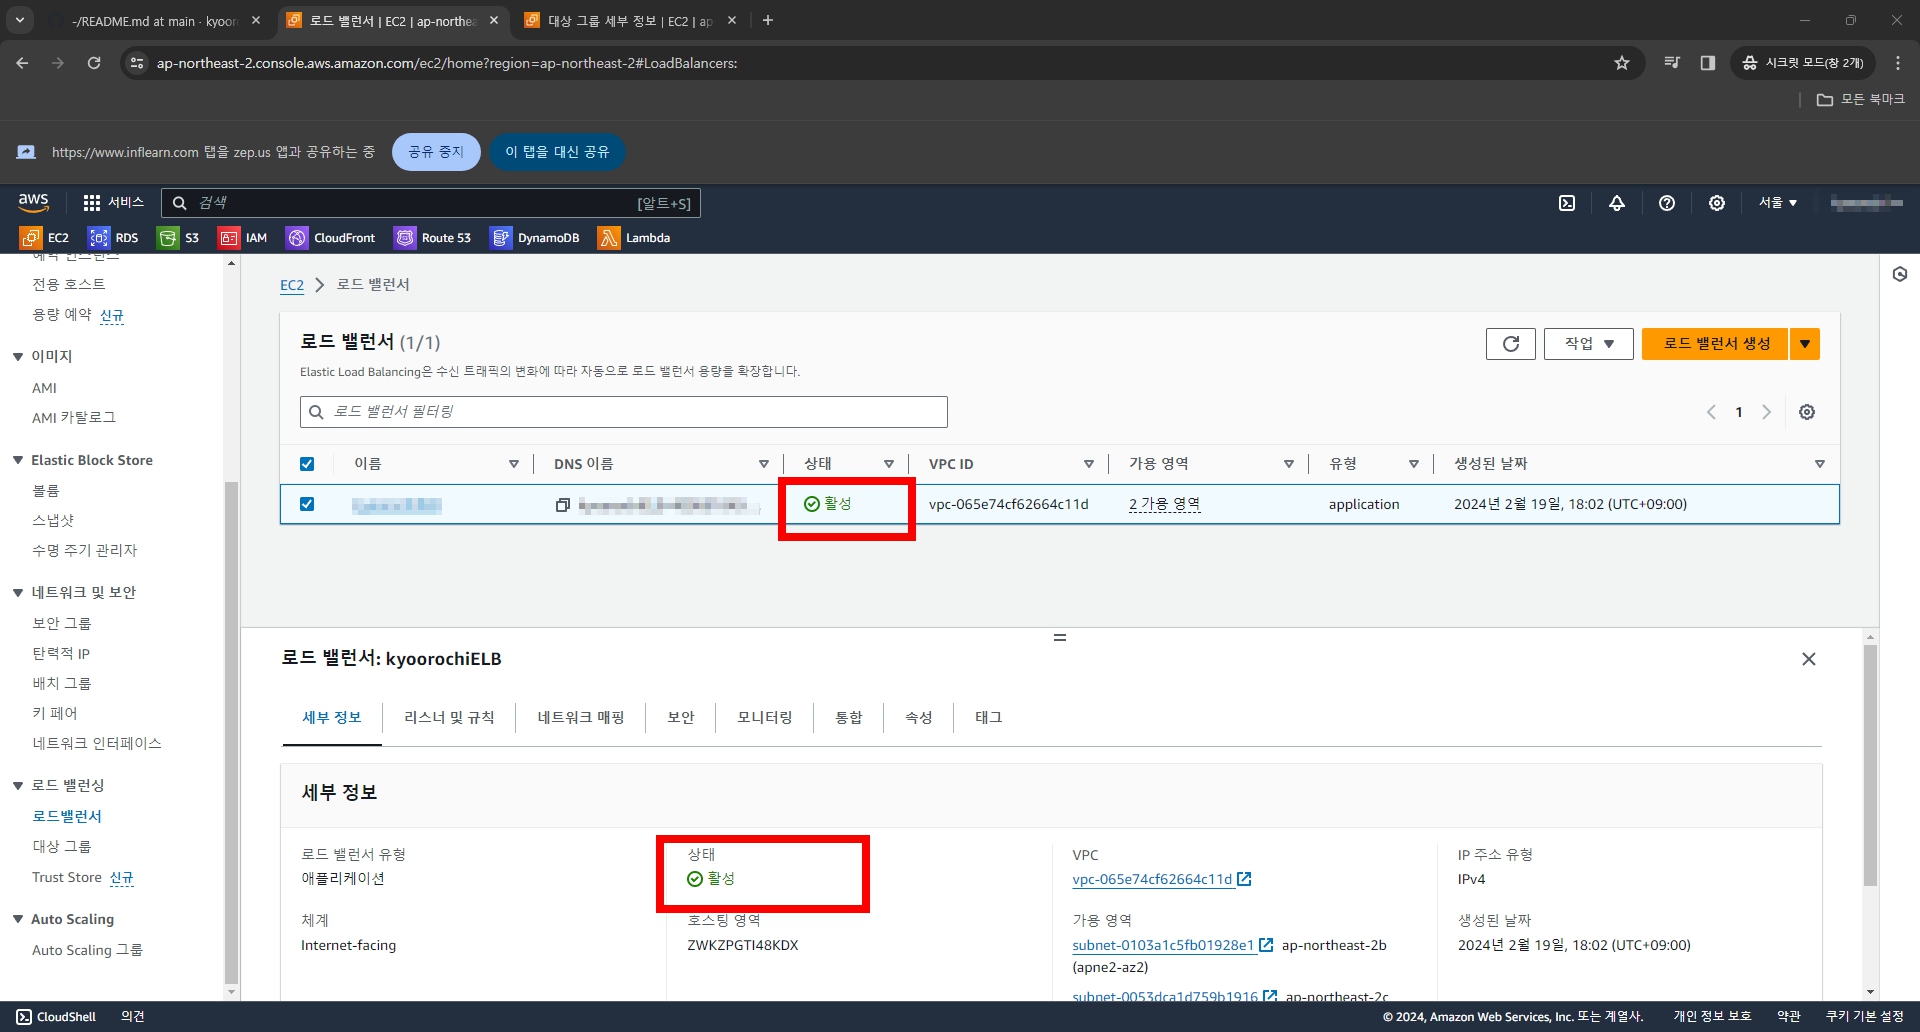 -/README.md at main · kyoor
로드 밸런서 | EC2 | ap-northea
대상 그룹 세부 정보 | EC2 | ap
ap-northeast-2.console.aws.amazon.com/ec2/home?region=ap-northeast-2#LoadBalancers:
시크릿 모드(창 2개)
모든 북마크
https://www.inflearn.com 탭을 zep.us 앱과 공유하는 중
공유 중지
이 탭을 대신 공유
aws
서비스
검색
[알트+S]
서울
EC2 RDS S3 IAM CloudFront Route 53 DynamoDB Lambda
예약 인스턴스
전용 호스트
용량 예약 신규
이미지
AMI
AMI 카탈로그
Elastic Block Store
볼륨
스냅샷
수명 주기 관리자
네트워크 및 보안
보안 그룹
탄력적 IP
배치 그룹
키 페어
네트워크 인터페이스
로드 밸런싱
로드밸런서
대상 그룹
Trust Store 신규
Auto Scaling
Auto Scaling 그룹
EC2 로드 밸런서
로드 밸런서 (1/1)
작업
로드 밸런서 생성
Elastic Load Balancing은 수신 트래픽의 변화에 따라 자동으로 로드 밸런서 용량을 확장합니다.
로드 밸런서 필터링
1
이름 DNS 이름 상태 VPC ID 가용 영역 유형 생성된 날짜
활성 vpc-065e74cf62664c11d 2 가용 영역 application 2024년 2월 19일, 18:02 (UTC+09:00)
로드 밸런서: kyoorochiELB
세부 정보 리스너 및 규칙 네트워크 매핑 보안 모니터링 통합 속성 태그
세부 정보
로드 밸런서 유형
애플리케이션
상태
활성
VPC
vpc-065e74cf62664c11d
IP 주소 유형
IPv4
체계
Internet-facing
호스팅 영역
ZWKZPGTI48KDX
가용 영역
subnet-0103a1c5fb01928e1 ap-northeast-2b
(apne2-az2)
subnet-0053dca1d759b1916 ap-northeast-2c
생성된 날짜
2024년 2월 19일, 18:02 (UTC+09:00)
CloudShell 의견
© 2024, Amazon Web Services, Inc. 또는 계열사. 개인 정보 보호 약관 쿠키 기본 설정